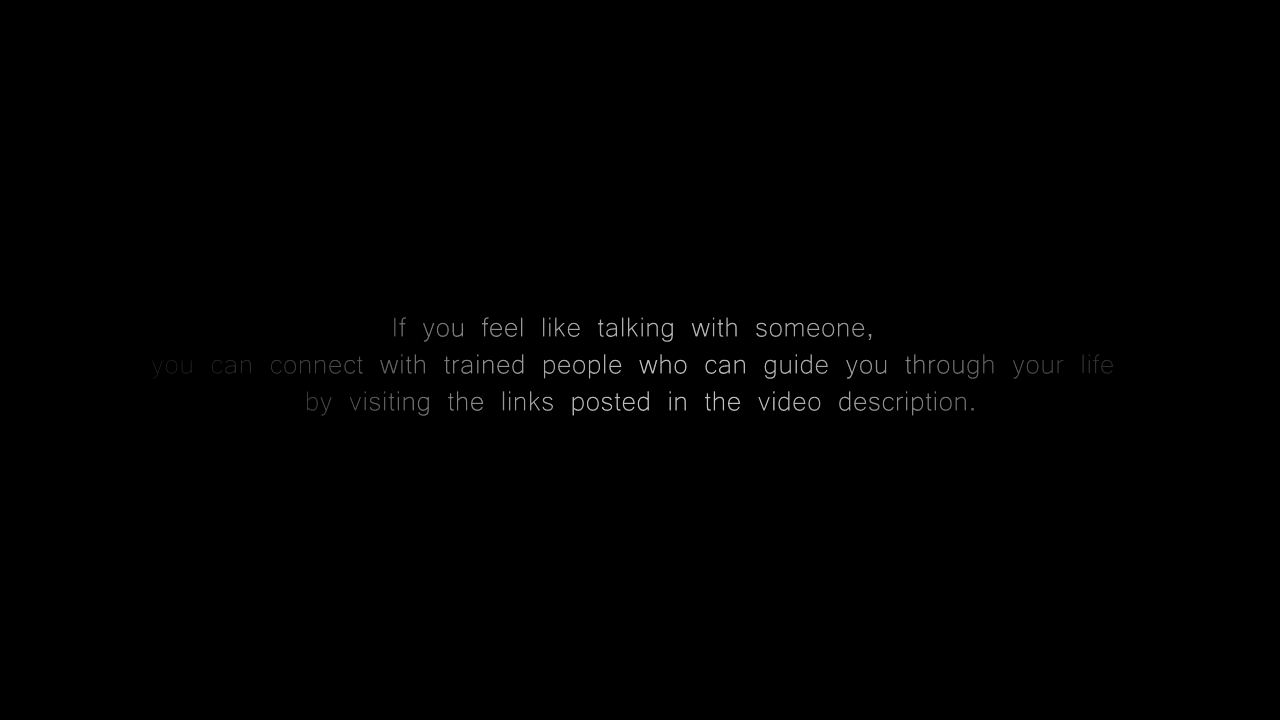 If you feel like talking with someone,
you can connect with trained people who can guide you through your life
by visiting the links posted in the video description.